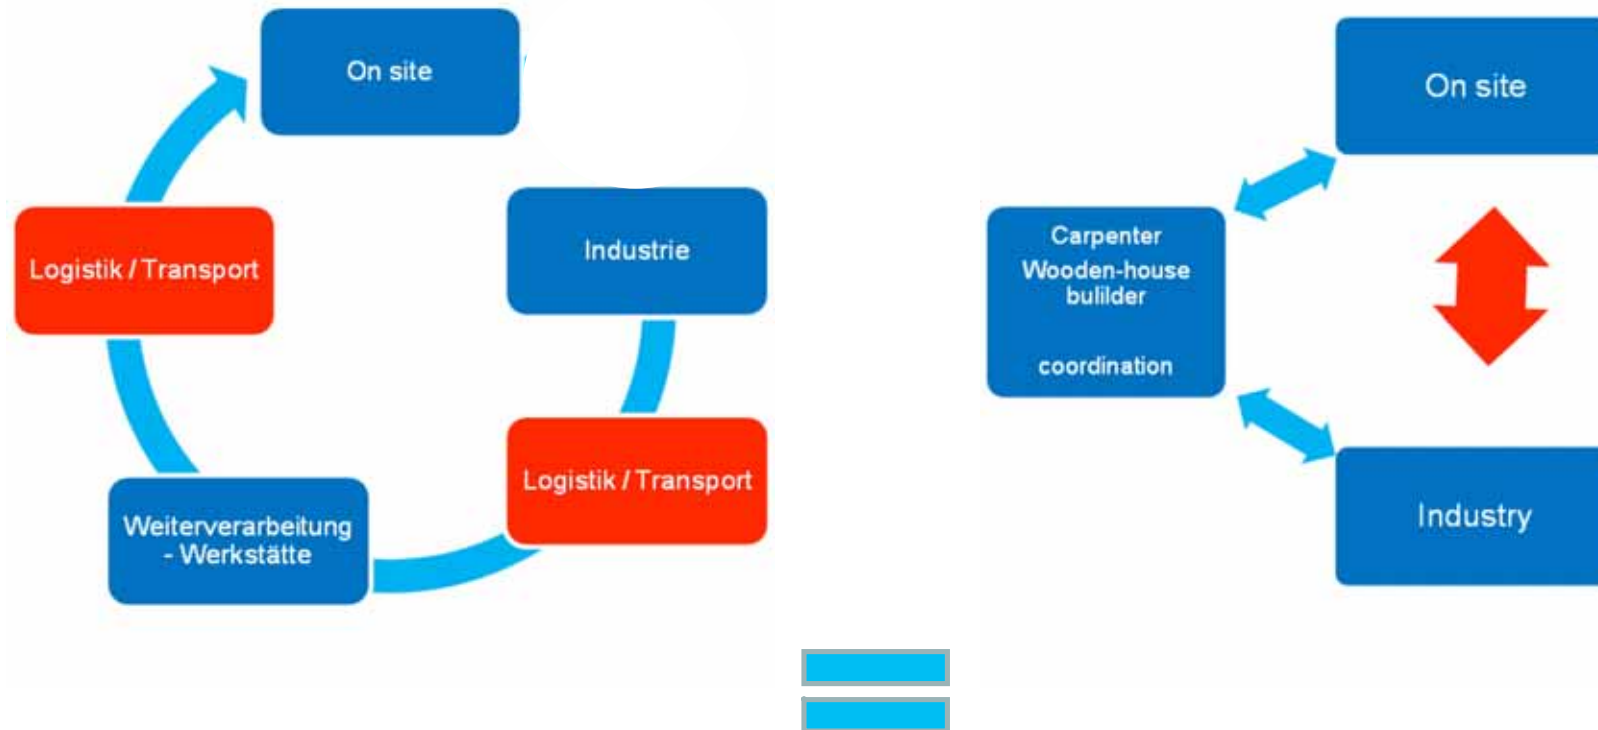 On site
Industrie
Logistik / Transport
Weiterverarbeitung
- Werkstätte
Logistik / Transport
On site
Carpenter
Wooden-house
bulilder
coordination
Industry